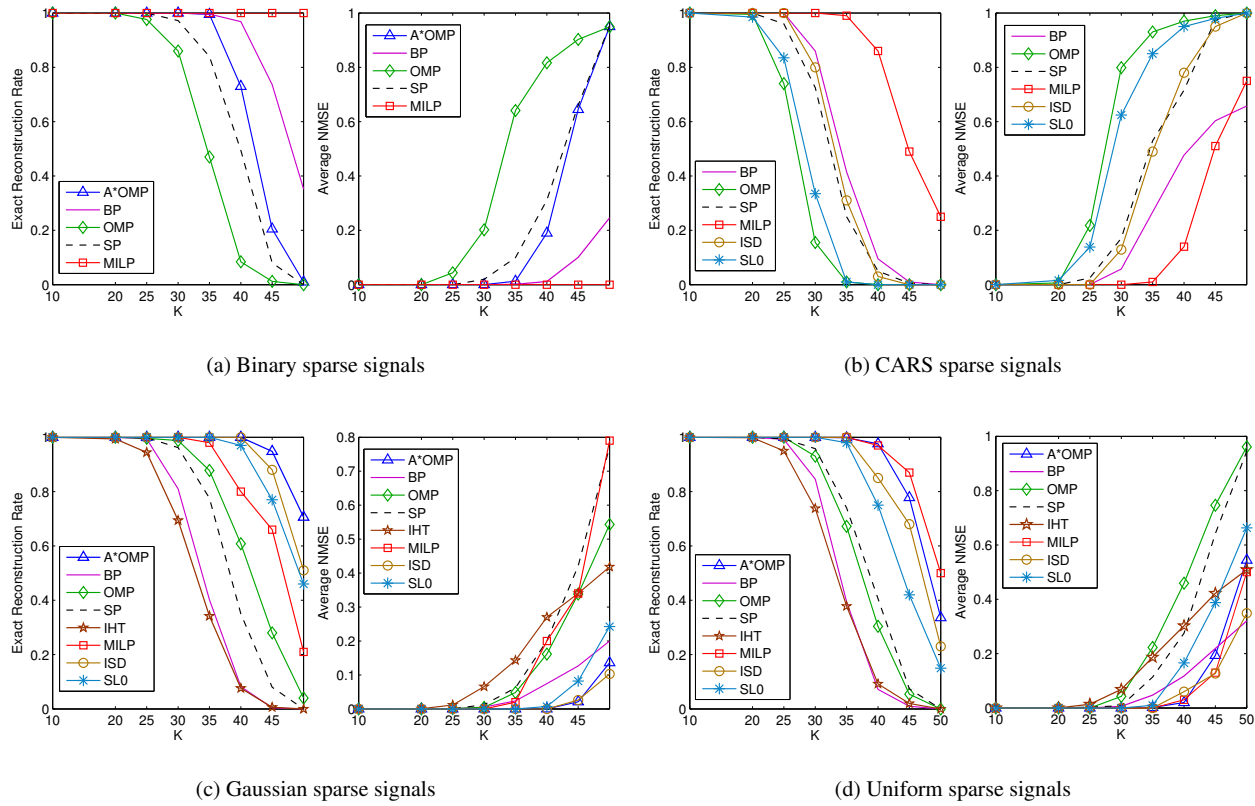 Exact Reconstruction Rate
1
0.8
0.6
0.4
0.2
0
10 20 25 30 35 40 45
K
A*OMP
BP
OMP
SP
MILP
Average NMSE
1
0.8
0.6
0.4
0.2
0
10 20 25 30 35 40 45
K
A*OMP
BP
OMP
SP
MILP
(a) Binary sparse signals
Exact Reconstruction Rate
1
0.8
0.6
0.4
0.2
0
10 20 25 30 35 40 45 50
K
BP
OMP
SP
MILP
ISD
SL0
Average NMSE
1
0.8
0.6
0.4
0.2
0
10 20 25 30 35 40 45 50
K
BP
OMP
SP
MILP
ISD
SL0
(b) CARS sparse signals
Exact Reconstruction Rate
1
0.8
0.6
0.4
0.2
0
10 20 25 30 35 40 45
K
A*OMP
BP
OMP
SP
IHT
MILP
ISD
SL0
Average NMSE
0.8
0.7
0.6
0.5
0.4
0.3
0.2
0.1
0
10 20 25 30 35 40 45
K
A*OMP
BP
OMP
SP
IHT
MILP
ISD
SL0
(c) Gaussian sparse signals
Exact Reconstruction Rate
1
0.8
0.6
0.4
0.2
0
10 20 25 30 35 40 45 50
K
A*OMP
BP
OMP
SP
IHT
MILP
ISD
SL0
Average NMSE
1
0.8
0.6
0.4
0.2
0
10 20 25 30 35 40 45 50
K
A*OMP
BP
OMP
SP
IHT
MILP
ISD
SL0
(d) Uniform sparse signals